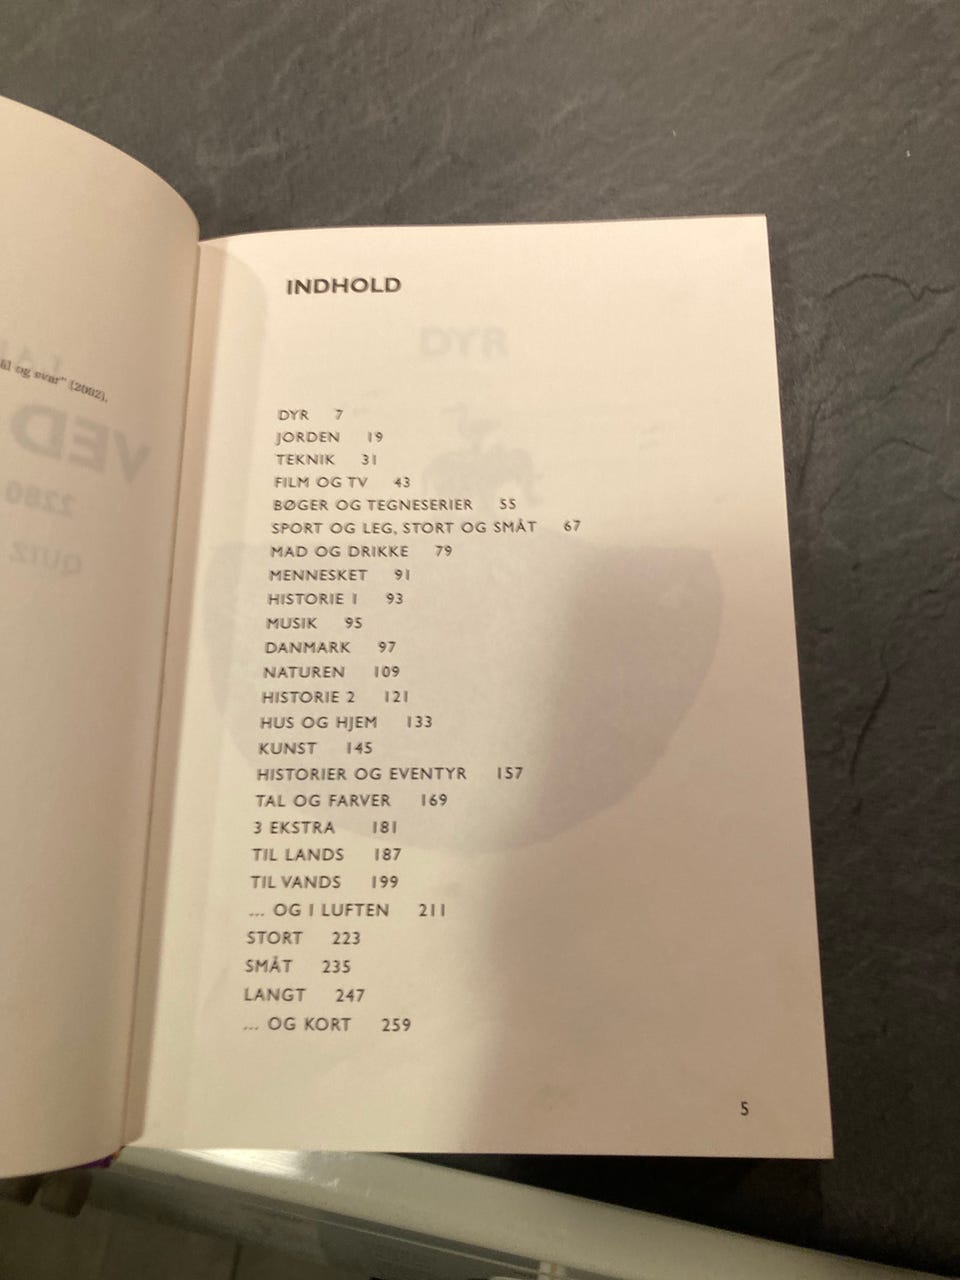 ål og svar" (2002).
INDHOLD
DYR 7
JORDEN 19
TEKNIK 31
FILM OG TV 43
BØGER OG TEGNESERIER 55
SPORT OG LEG, STORT OG SMÅT 67
MAD OG DRIKKE 79
MENNESKET 91
HISTORIE 1 93
MUSIK 95
DANMARK 97
NATUREN 109
HISTORIE 2 121
HUS OG HJEM 133
KUNST 145
HISTORIER OG EVENTYR 157
TAL OG FARVER 169
3 EKSTRA 181
TIL LANDS 187
TIL VANDS 199
... OG I LUFTEN 211
STORT 223
SMÅT 235
LANGT 247
... OG KORT 259
5